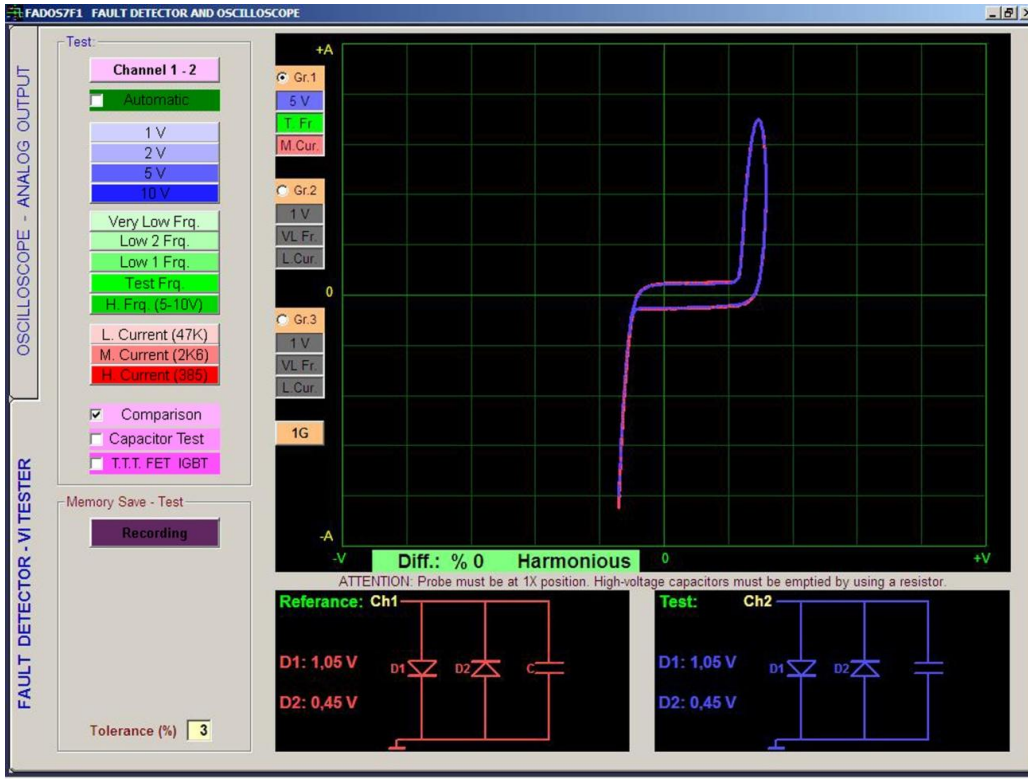 FADOS7F1 FAULT DETECTOR AND OSCILLOSCOPE
OSCILLOSCOPE - ANALOG OUTPUT
FAULT DETECTOR - VI TESTER
Test:
Channel 1 - 2
Automatic
1 V
2 V
5 V
10 V
Very Low Frq.
Low 2 Frq.
Low 1 Frq.
Test Frq.
H. Frq. (5-10V)
L. Current (47K)
M. Current (2K6)
H. Current (385)
Comparison
Capacitor Test
T.T.T. FET IGBT
Memory Save - Test
Recording
Tolerance (%) 3
+A
Gr.1
5 V
T. Fr
M.Cur.
Gr.2
1 V
VL Fr.
L.Cur.
0
Gr.3
1 V
VL Fr.
L.Cur.
1G
-A
-V 0 +V
Diff.: % 0 Harmonious
ATTENTION: Probe must be at 1X position. High-voltage capacitors must be emptied by using a resistor.
Referance: Ch1
D1: 1,05 V
D2: 0,45 V
D1 D2 C
Test: Ch2
D1: 1,05 V
D2: 0,45 V
D1 D2